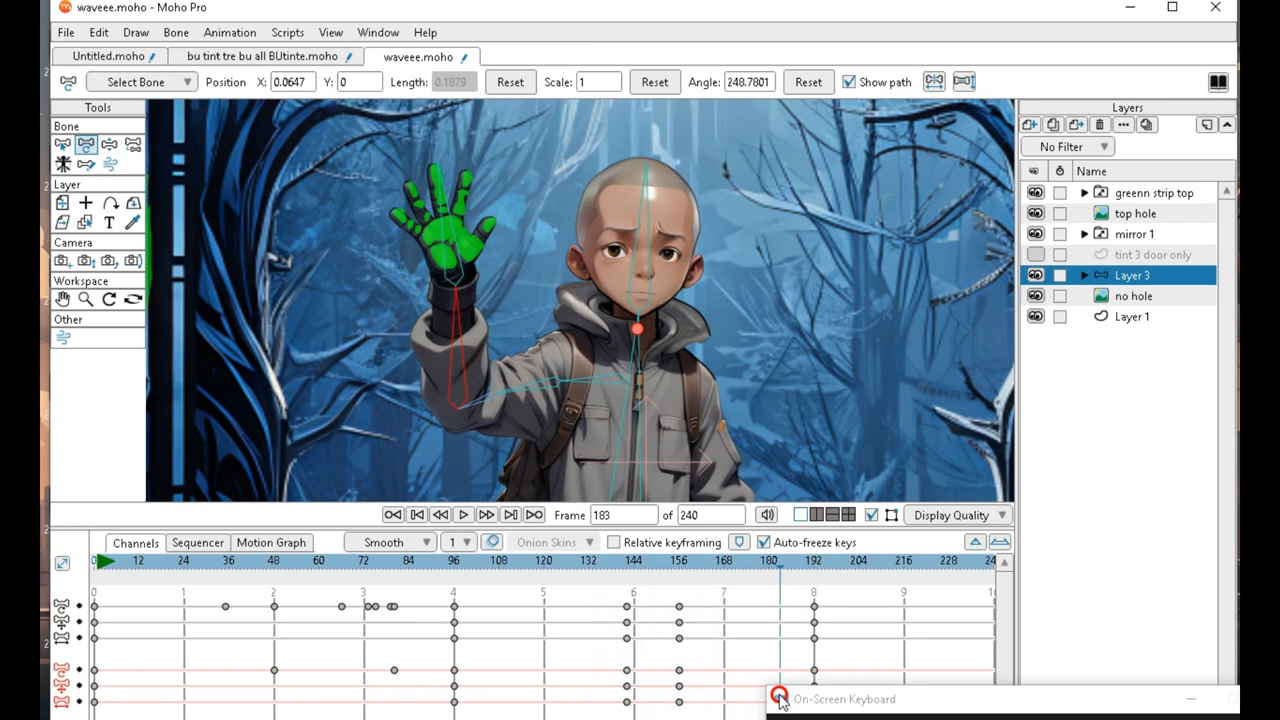 waveee.moho - Moho Pro
File Edit Draw Bone Animation Scripts View Window Help
Untitled.moho bu tint tre bu all BUtinte.moho waveee.moho
Select Bone Position X: 0.0647 Y: 0 Length: 0.1879 Reset Scale: 1 Reset Angle: 248.7801 Reset Show path
Tools
Bone
Layer
T
Camera
Workspace
Other
Layers
No Filter
Name
greenn strip top
top hole
mirror 1
tint 3 door only
Layer 3
no hole
Layer 1
Frame 183 of 240 Display Quality
Channels Sequencer Motion Graph Smooth 1 Onion Skins Relative keyframing Auto-freeze keys
0 12 24 36 48 60 72 84 96 108 120 132 144 156 168 180 192 204 216 228 24
0 1 2 3 4 5 6 7 8 9 1
On-Screen Keyboard